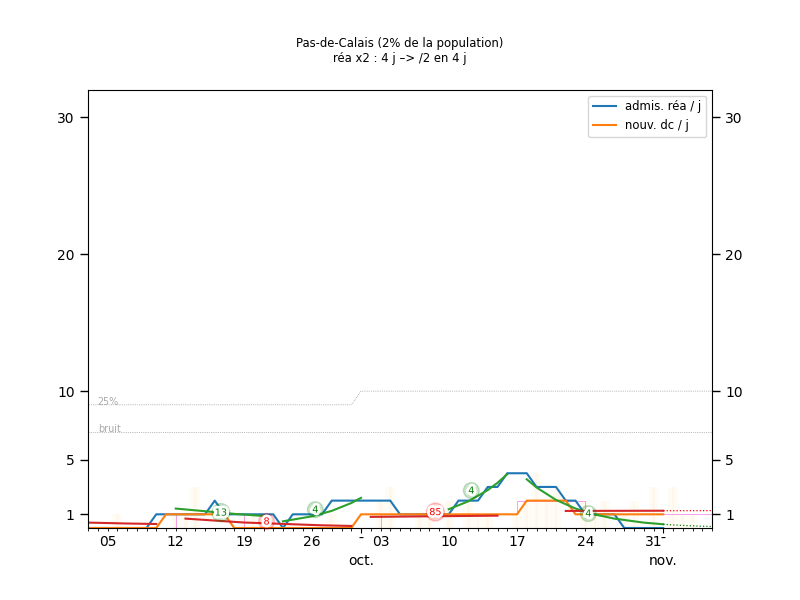 Pas-de-Calais (2% de la population)
réa x2 : 4 j –> /2 en 4 j
admis. réa / j
nouv. dc / j
30 30
20 20
10 10
25%
bruit
5 5
4
4
13 8 85 4
1 1
05 12 19 26 03 10 17 24 31
oct. nov.